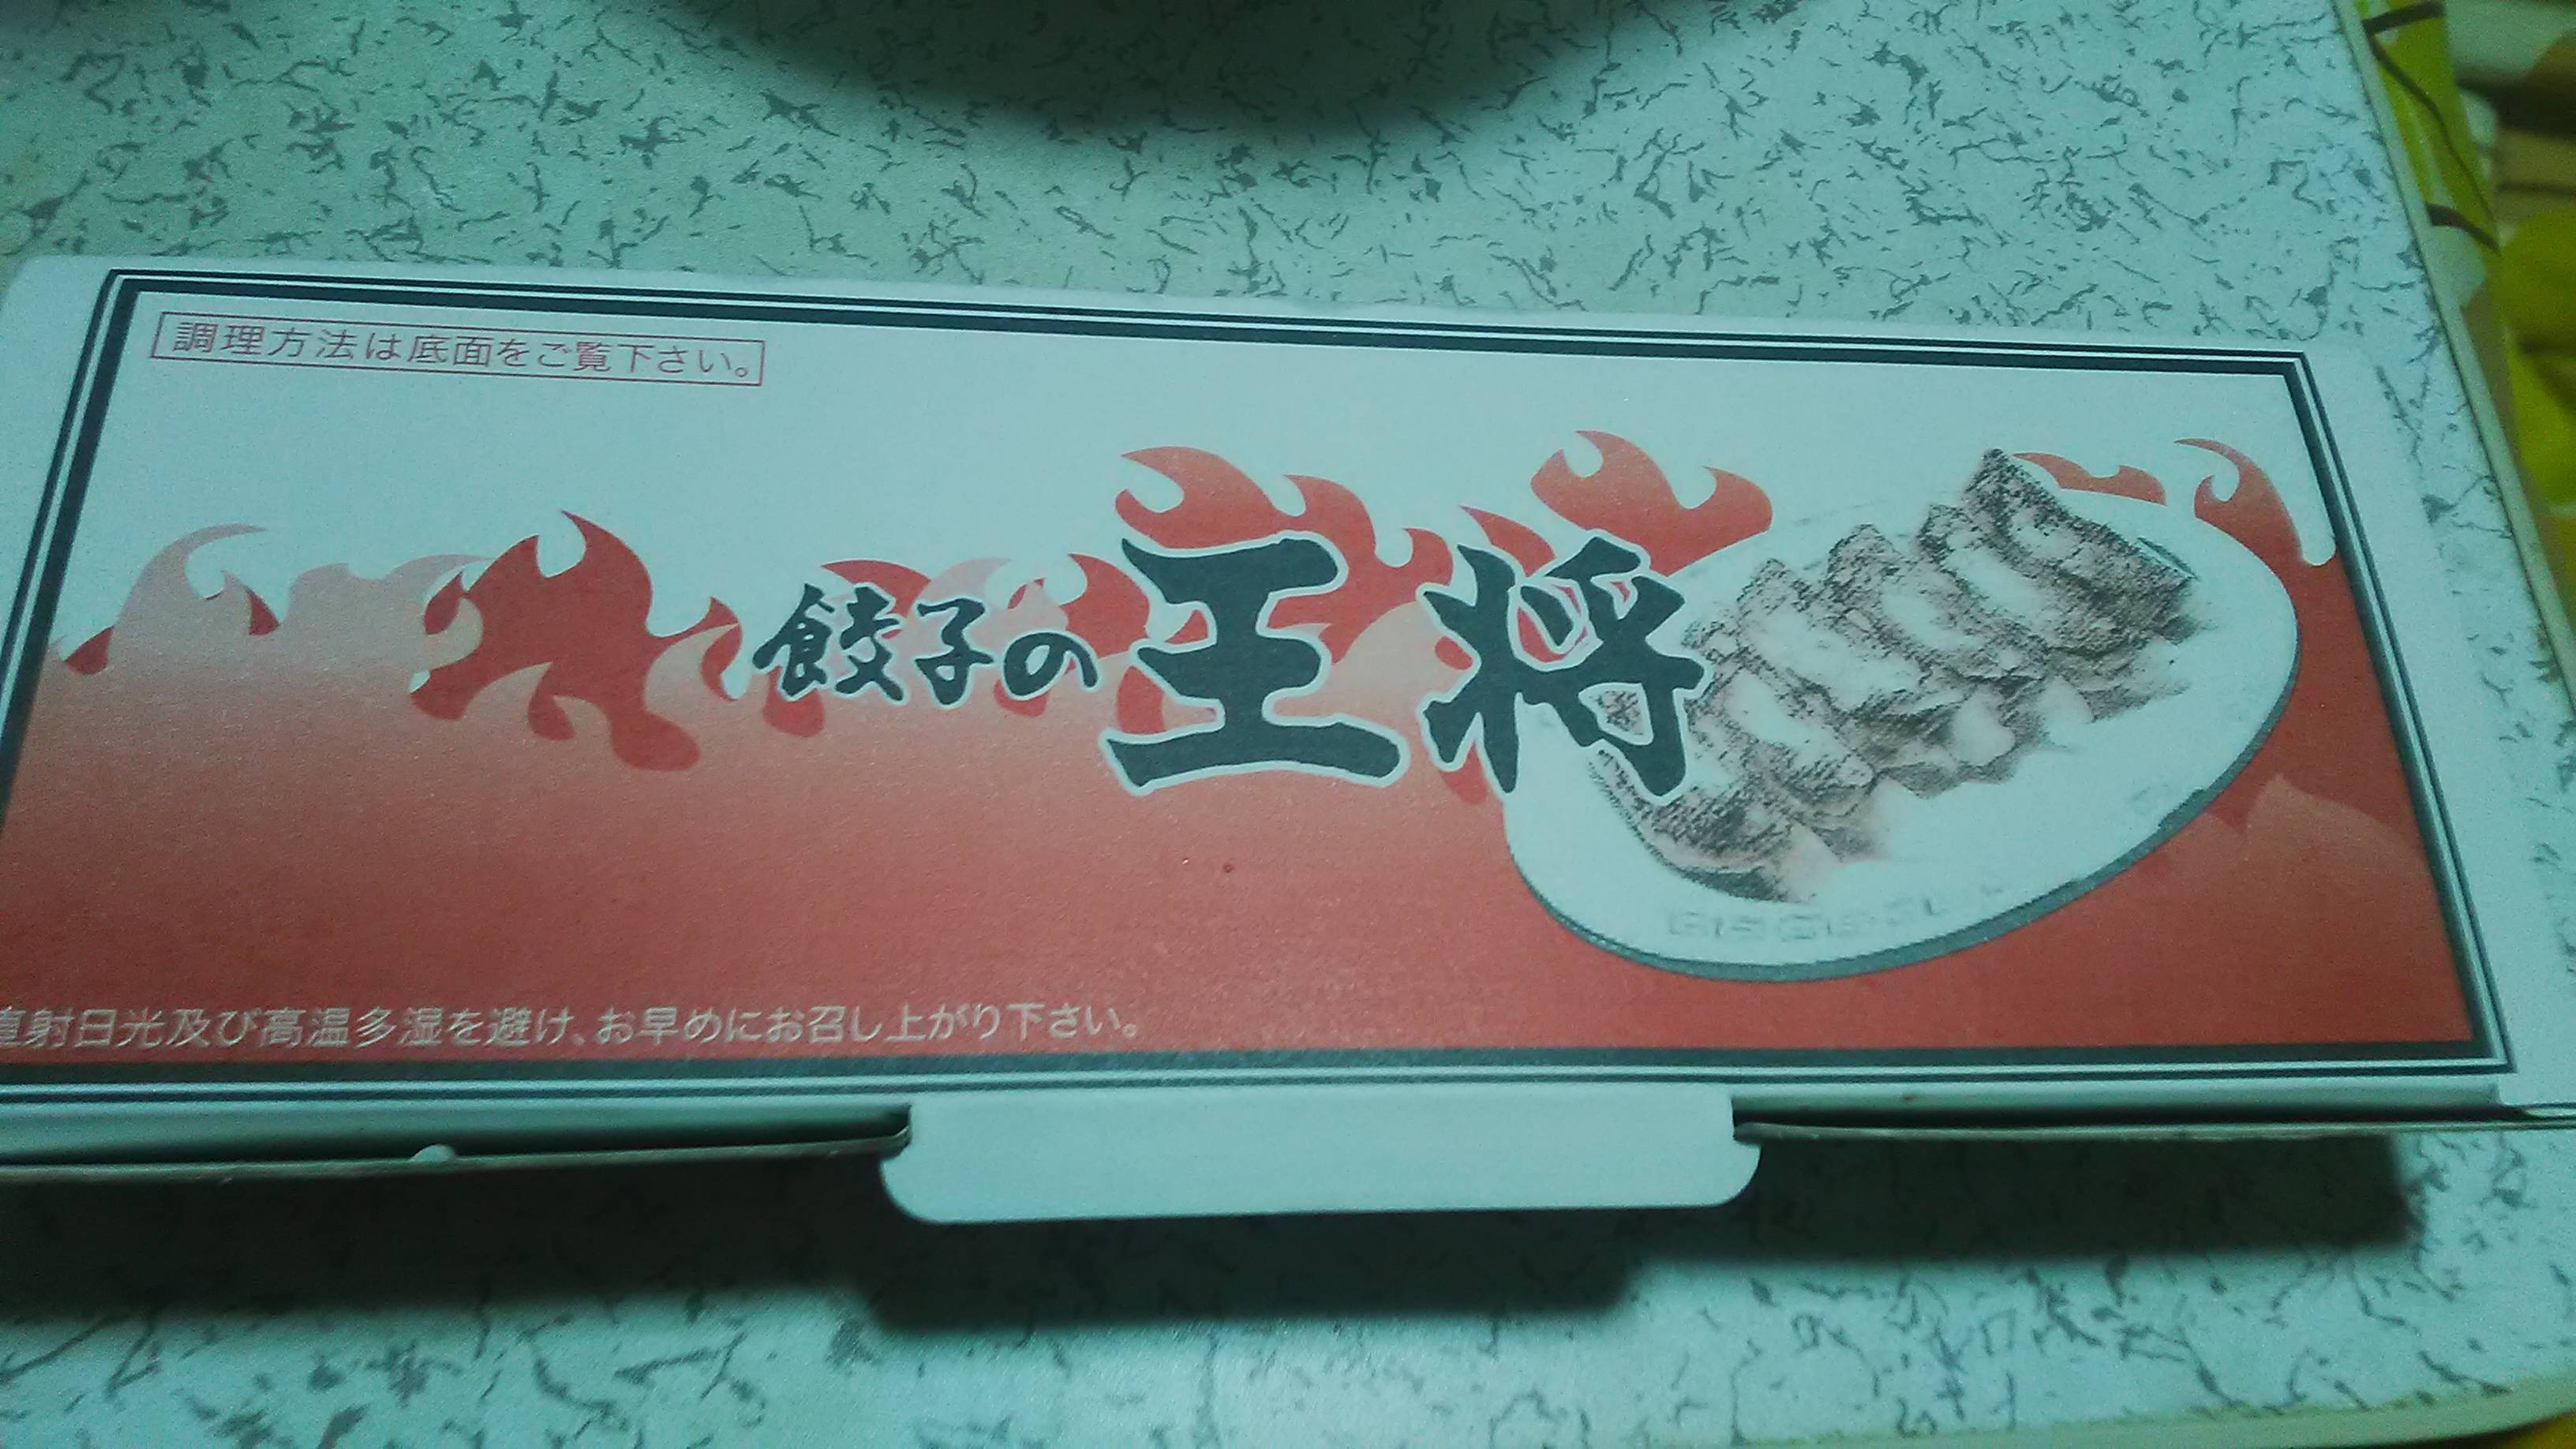 調理方法は底面をご覧下さい。
餃子の王将
直射日光及び高温多湿を避け、お早めにお召し上がり下さい。